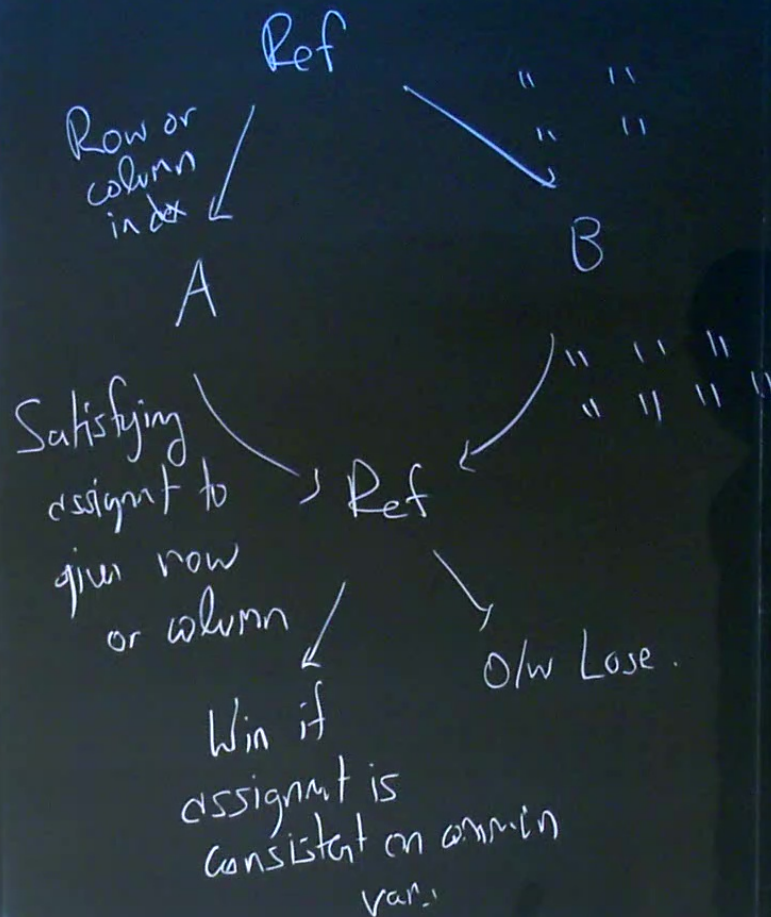 Ref
Row or
column
index
" "
" "
A
B
Satisfying
assignmt to
given row
or column
" " "
" " " "
Ref
Win if
assignmt is
consistent on common
var.
O/w Lose.